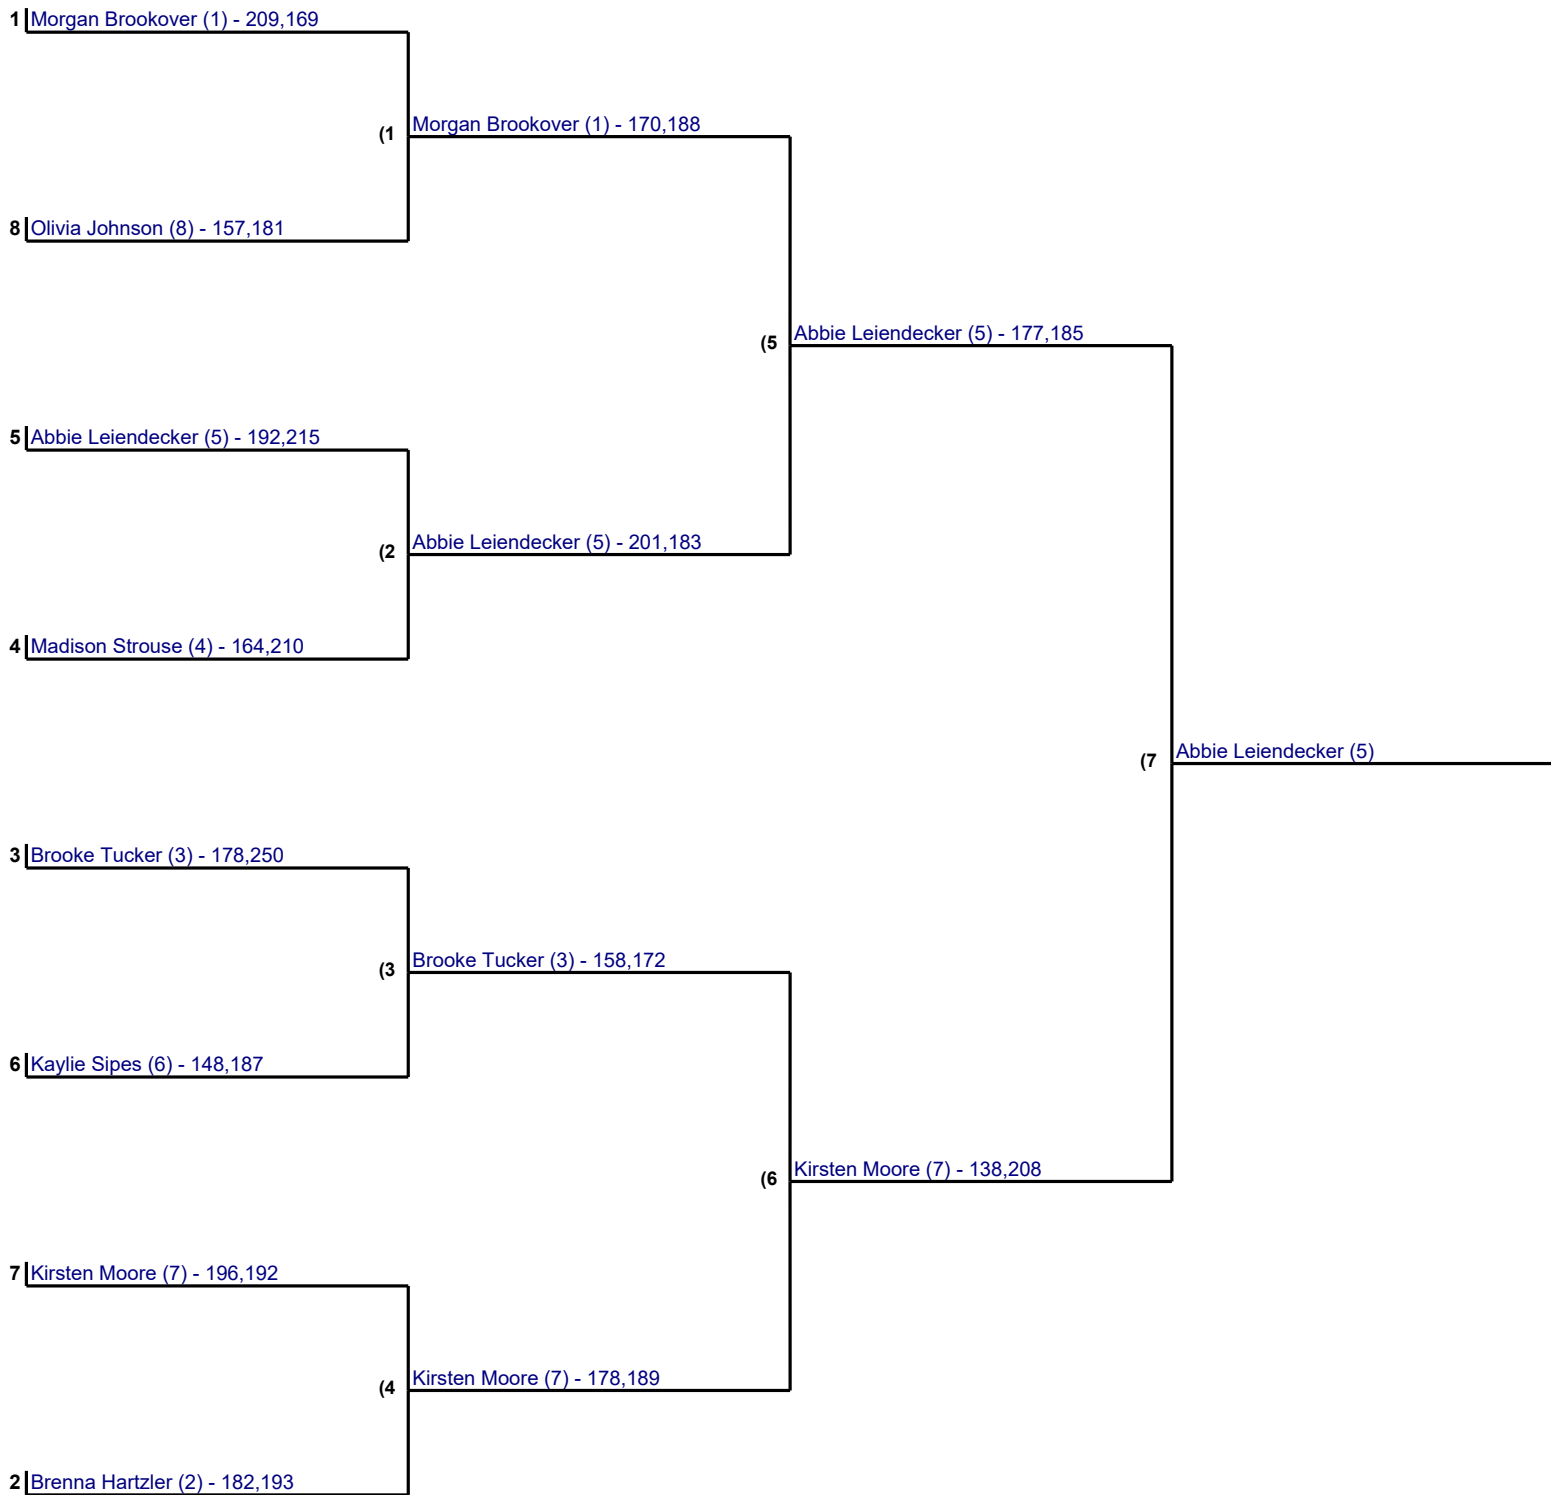 1 Morgan Brookover (1) - 209,169
(1 Morgan Brookover (1) - 170,188
8 Olivia Johnson (8) - 157,181
(5 Abbie Leiendecker (5) - 177,185
5 Abbie Leiendecker (5) - 192,215
(2 Abbie Leiendecker (5) - 201,183
4 Madison Strouse (4) - 164,210
(7 Abbie Leiendecker (5)
3 Brooke Tucker (3) - 178,250
(3 Brooke Tucker (3) - 158,172
6 Kaylie Sipes (6) - 148,187
(6 Kirsten Moore (7) - 138,208
7 Kirsten Moore (7) - 196,192
(4 Kirsten Moore (7) - 178,189
2 Brenna Hartzler (2) - 182,193